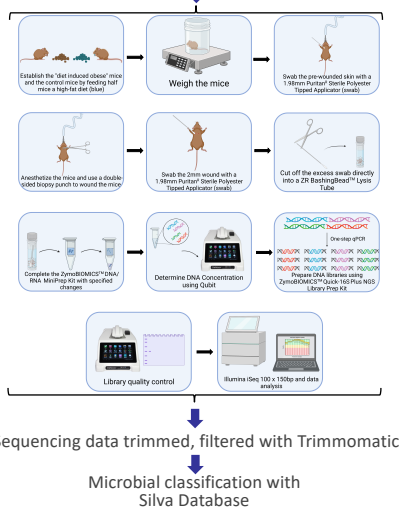 Establish the "diet induced obese" mice
and the control mice by feeding half
mice a high-fat diet (blue)
Weigh the mice
Swab the pre-wounded skin with a
1.98mm Puritan® Sterile Polyester
Tipped Applicator (swab)
Anesthetize the mice and use a double-
sided biopsy punch to wound the mice
Swab the 2mm wound with a
1.98mm Puritan® Sterile Polyester
Tipped Applicator (swab)
Cut off the excess swab directly
into a ZR BashingBead™ Lysis
Tube
Complete the ZymoBIOMICS™ DNA/
RNA MiniPrep Kit with specified
changes
Determine DNA Concentration
using Qubit
One-step qPCR
Prepare DNA libraries using
ZymoBIOMICS™ Quick-16S Plus NGS
Library Prep Kit
Library quality control
Illumina iSeq 100 x 150bp and data
analysis
Sequencing data trimmed, filtered with Trimmomatic
Microbial classification with
Silva Database